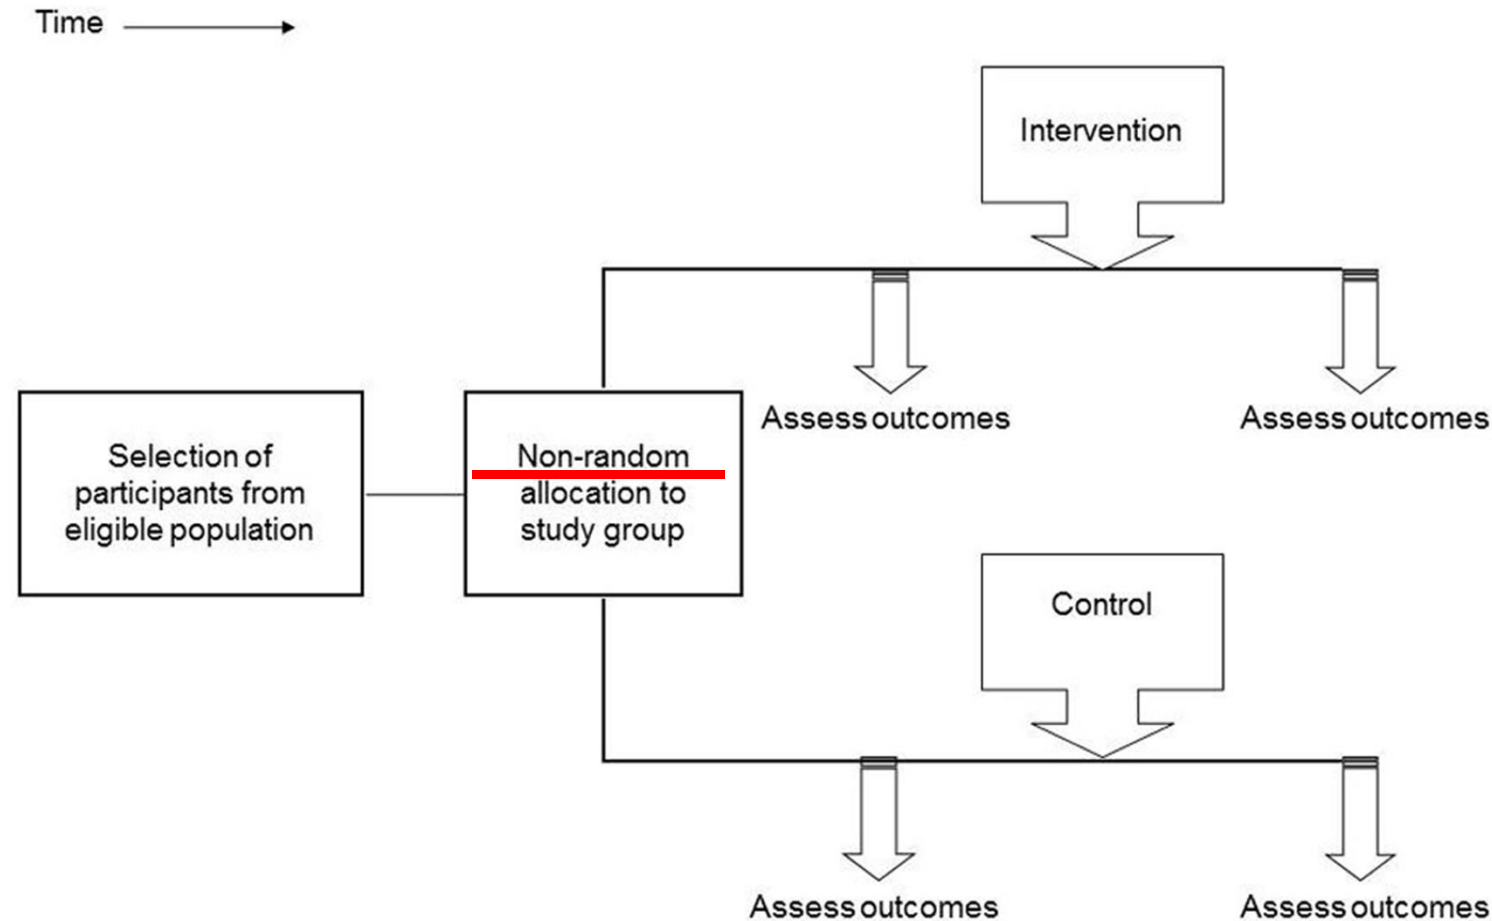 Time
Intervention
Assess outcomes
Assess outcomes
Selection of
participants from
eligible population
Non-random
allocation to
study group
Control
Assess outcomes
Assess outcomes